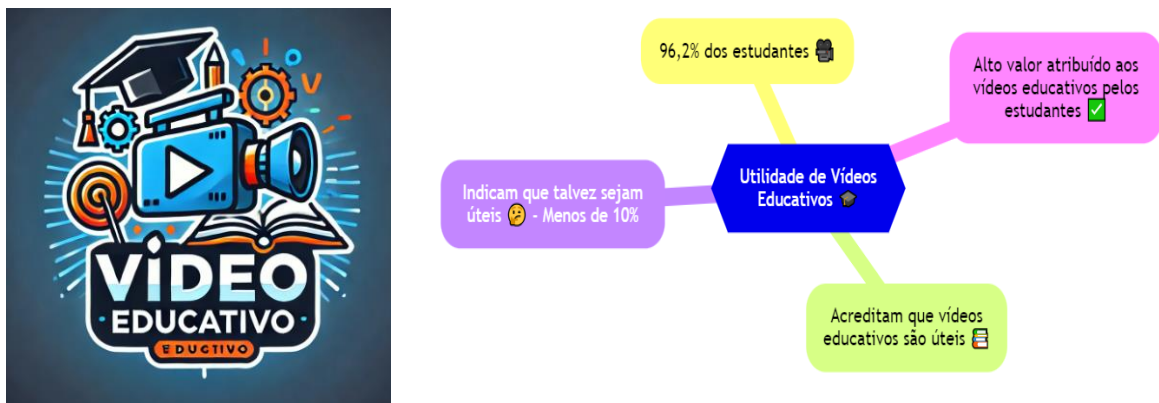 VÍDEO
EDUCATIVO
EDUCTIVO
96,2% dos estudantes 🎥
Alto valor atribuído aos
vídeos educativos pelos
estudantes ✅
Indicam que talvez sejam
úteis 🤔 - Menos de 10%
Utilidade de Vídeos
Educativos 🎓
Acreditam que vídeos
educativos são úteis 📚